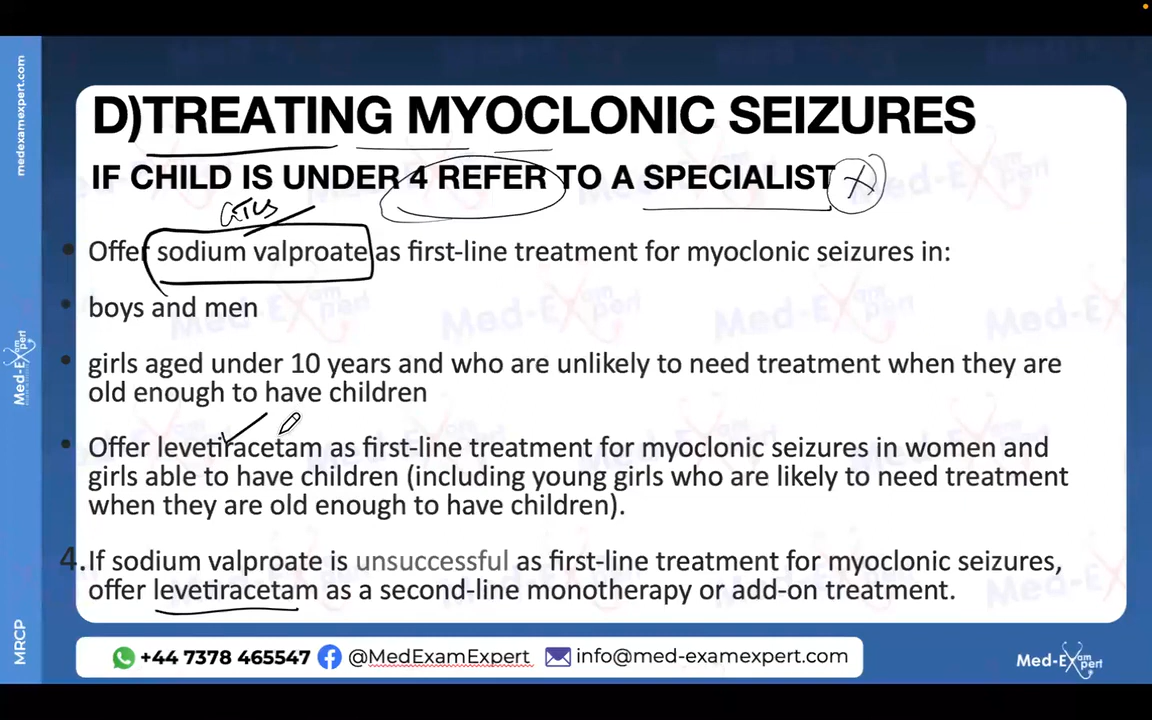 medexamexpert.com
D)TREATING MYOCLONIC SEIZURES
IF CHILD IS UNDER 4 REFER TO A SPECIALIST
GTCS
• Offer sodium valproate as first-line treatment for myoclonic seizures in:
• boys and men
• girls aged under 10 years and who are unlikely to need treatment when they are
old enough to have children
• Offer levetiracetam as first-line treatment for myoclonic seizures in women and
girls able to have children (including young girls who are likely to need treatment
when they are old enough to have children).
4. If sodium valproate is unsuccessful as first-line treatment for myoclonic seizures,
offer levetiracetam as a second-line monotherapy or add-on treatment.
Med-Exam Expert
MRCP
+44 7378 465547 @MedExamExpert info@med-examexpert.com
Med-Exam Expert